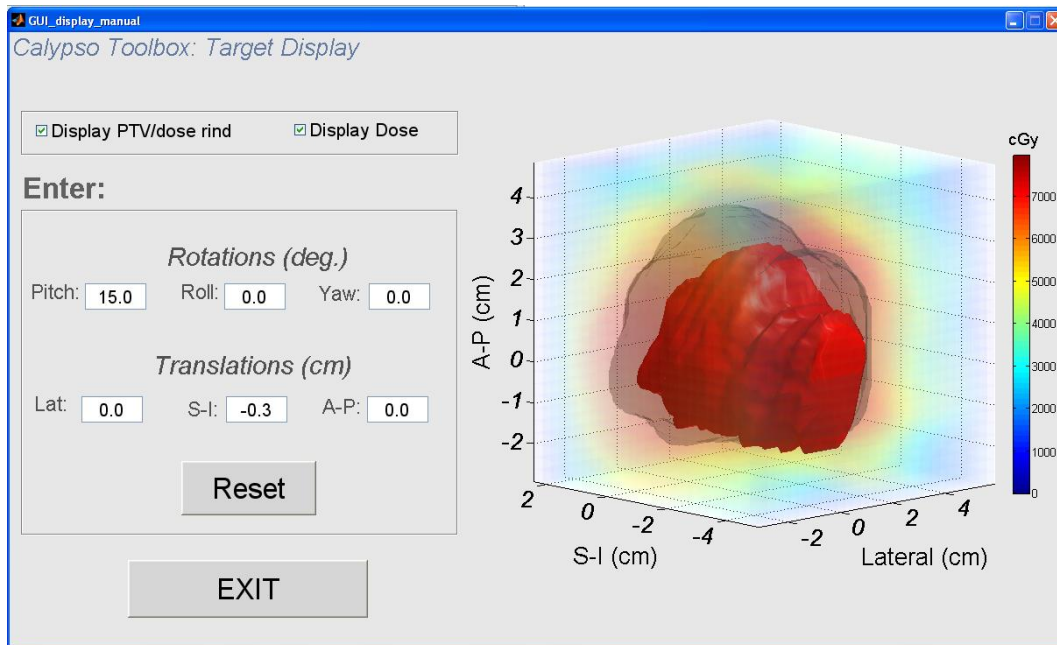 GUI_display_manual
Calypso Toolbox: Target Display
Display PTV/dose rind Display Dose
Enter:
Rotations (deg.)
Pitch: 15.0 Roll: 0.0 Yaw: 0.0
Translations (cm)
Lat: 0.0 S-I: -0.3 A-P: 0.0
Reset
EXIT
cGy
7000
6000
5000
4000
3000
2000
1000
0
A-P (cm)
4
3
2
1
0
-1
-2
2 0 -2 -4
S-I (cm)
-2 0 2 4
Lateral (cm)